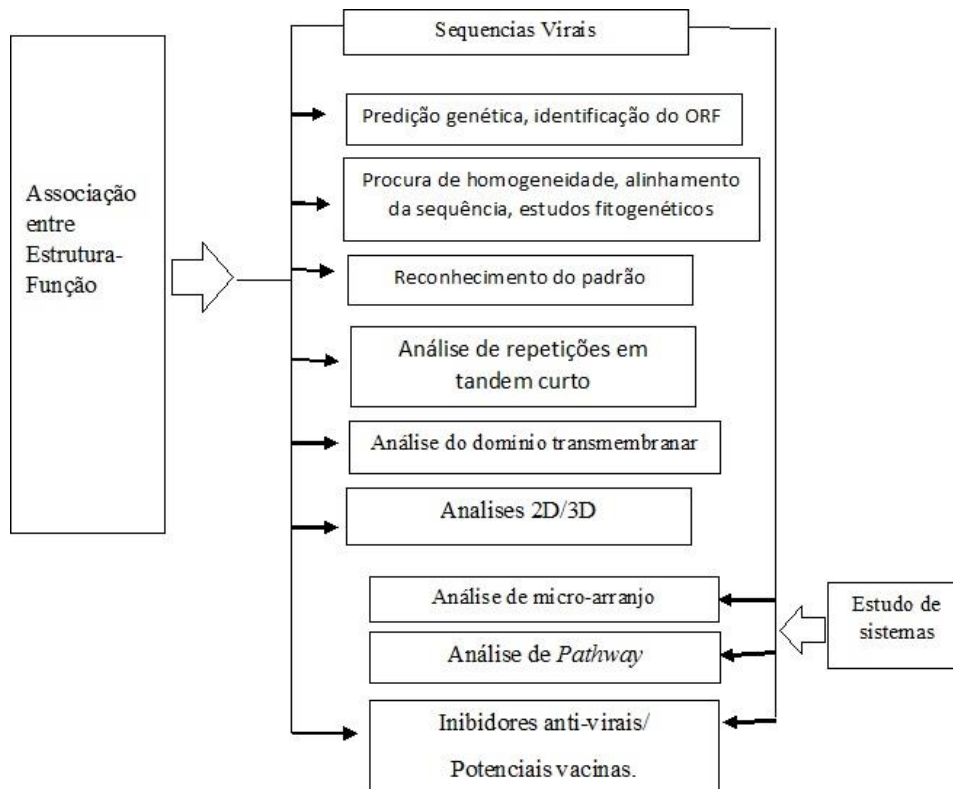 Sequencias Virais
Predição genética, identificação do ORF
Procura de homogeneidade, alinhamento
da sequência, estudos fitogenéticos
Associação
entre
Estrutura-
Função
Reconhecimento do padrão
Análise de repetições em
tandem curto
Análise do domínio transmembranar
Analises 2D/3D
Análise de micro-arranjo
Estudo de
sistemas
Análise de Pathway
Inibidores anti-virais/
Potenciais vacinas.